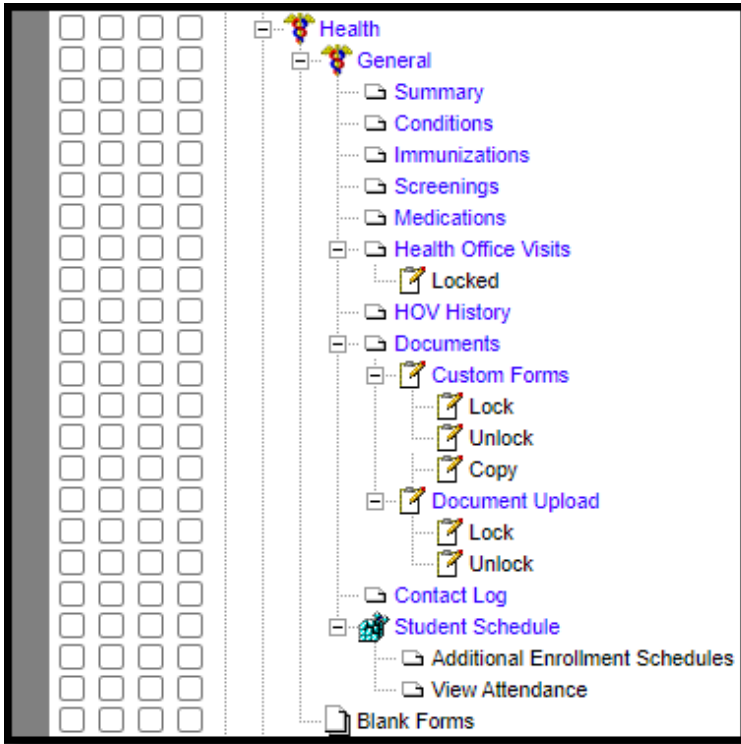 Health
General
Summary
Conditions
Immunizations
Screenings
Medications
Health Office Visits
Locked
HOV History
Documents
Custom Forms
Lock
Unlock
Copy
Document Upload
Lock
Unlock
Contact Log
Student Schedule
Additional Enrollment Schedules
View Attendance
Blank Forms